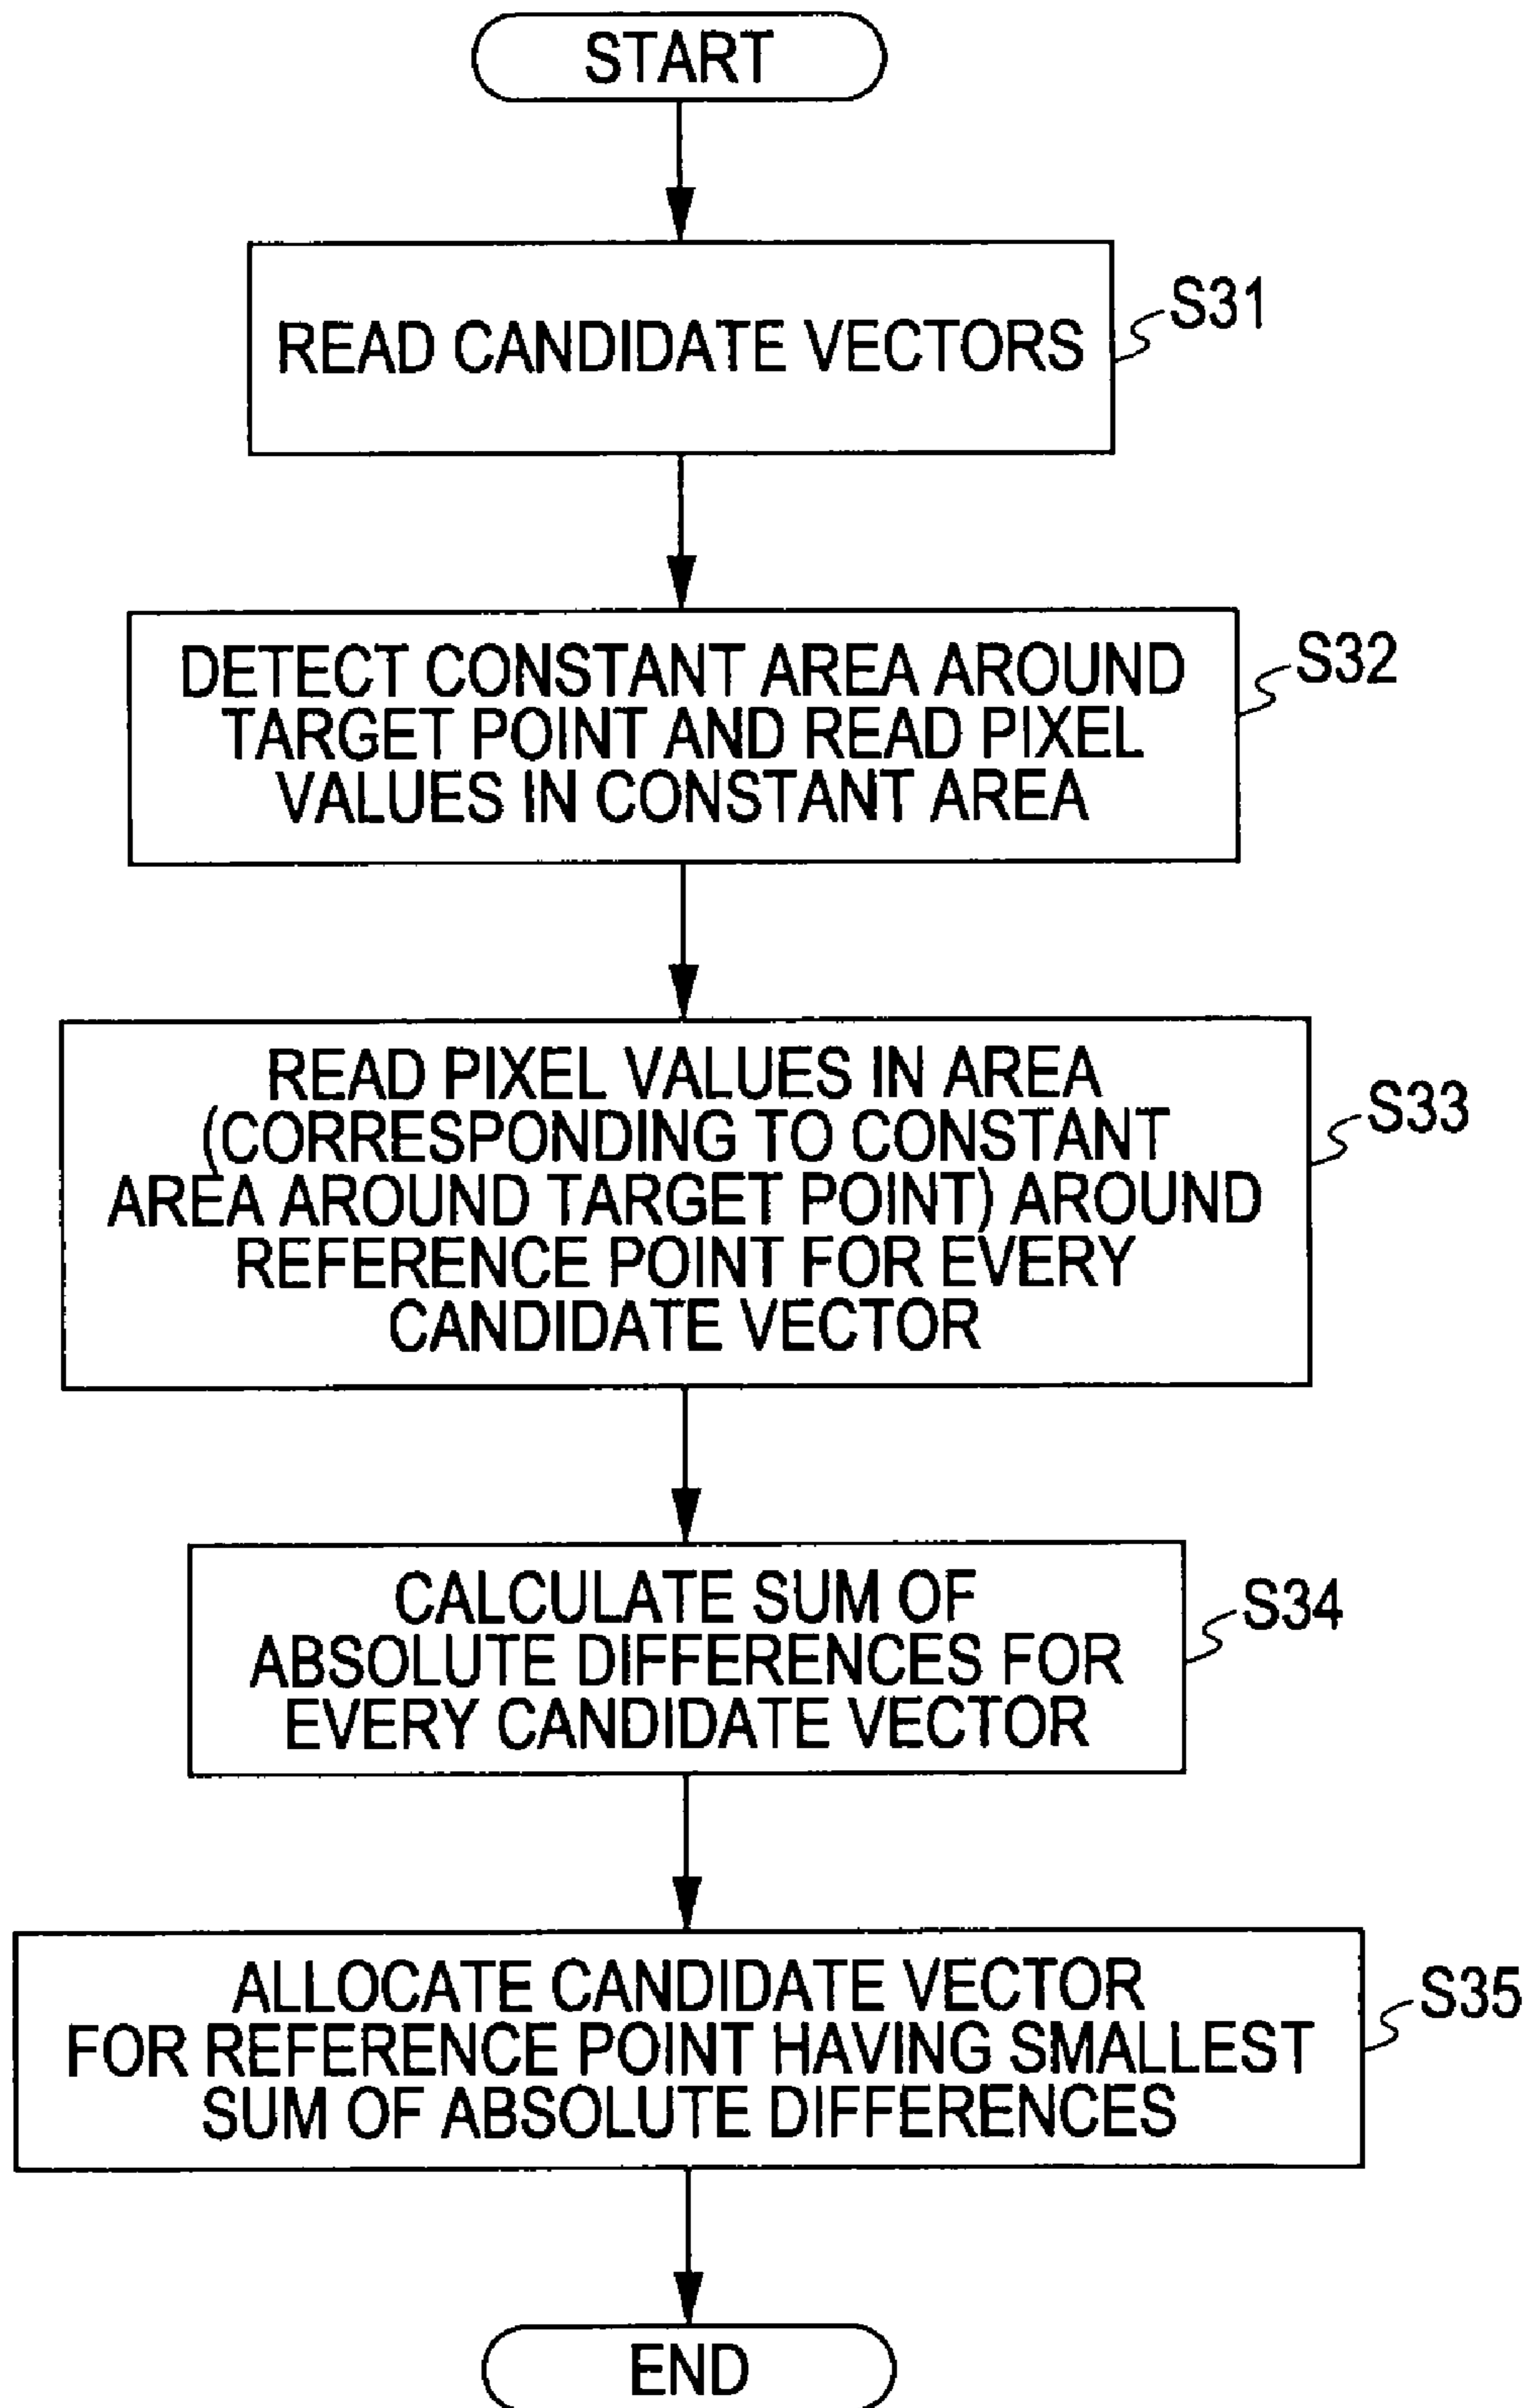 START
READ CANDIDATE VECTORS
S31
DETECT CONSTANT AREA AROUND
TARGET POINT AND READ PIXEL
VALUES IN CONSTANT AREA
S32
READ PIXEL VALUES IN AREA
(CORRESPONDING TO CONSTANT
AREA AROUND TARGET POINT) AROUND
REFERENCE POINT FOR EVERY
CANDIDATE VECTOR
S33
CALCULATE SUM OF
ABSOLUTE DIFFERENCES FOR
EVERY CANDIDATE VECTOR
S34
ALLOCATE CANDIDATE VECTOR
FOR REFERENCE POINT HAVING SMALLEST
SUM OF ABSOLUTE DIFFERENCES
S35
END